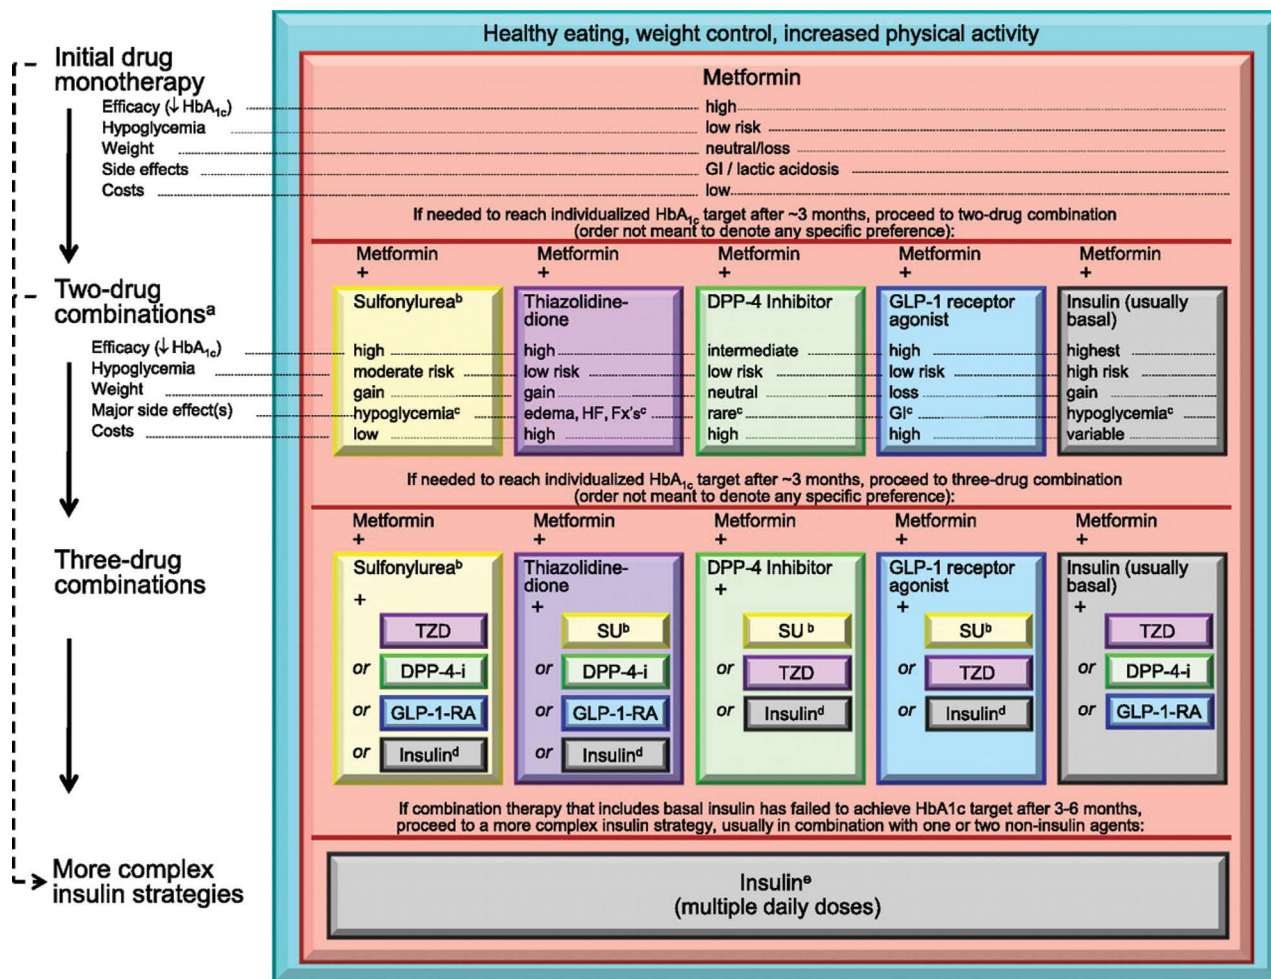 Healthy eating, weight control, increased physical activity
Initial drug
monotherapy
Metformin
Efficacy (↓ HbA1c) high
Hypoglycemia low risk
Weight neutral/loss
Side effects GI / lactic acidosis
Costs low
If needed to reach individualized HbA1c target after ~3 months, proceed to two-drug combination
(order not meant to denote any specific preference):
Metformin Metformin Metformin Metformin Metformin
+ + + + +
Two-drug
combinationsª
Sulfonylureaᵇ Thiazolidine- DPP-4 Inhibitor GLP-1 receptor Insulin (usually
dione agonist basal)
Efficacy (↓ HbA1c) high high intermediate high highest
Hypoglycemia moderate risk low risk low risk low risk high risk
Weight gain gain neutral loss gain
Major side effect(s) hypoglycemiaᶜ edema, HF, Fx'sᶜ rareᶜ GIᶜ hypoglycemiaᶜ
Costs low high high high variable
If needed to reach individualized HbA1c target after ~3 months, proceed to three-drug combination
(order not meant to denote any specific preference):
Metformin Metformin Metformin Metformin Metformin
+ + + + +
Three-drug
combinations
Sulfonylureaᵇ Thiazolidine- DPP-4 Inhibitor GLP-1 receptor Insulin (usually
dione agonist basal)
+ + + + +
TZD SUᵇ SUᵇ SUᵇ TZD
or DPP-4-i or DPP-4-i or TZD or TZD or DPP-4-i
or GLP-1-RA or GLP-1-RA or Insulinᵈ or Insulinᵈ or GLP-1-RA
or Insulinᵈ or Insulinᵈ
If combination therapy that includes basal insulin has failed to achieve HbA1c target after 3-6 months,
proceed to a more complex insulin strategy, usually in combination with one or two non-insulin agents:
More complex
insulin strategies
Insulinᵉ
(multiple daily doses)